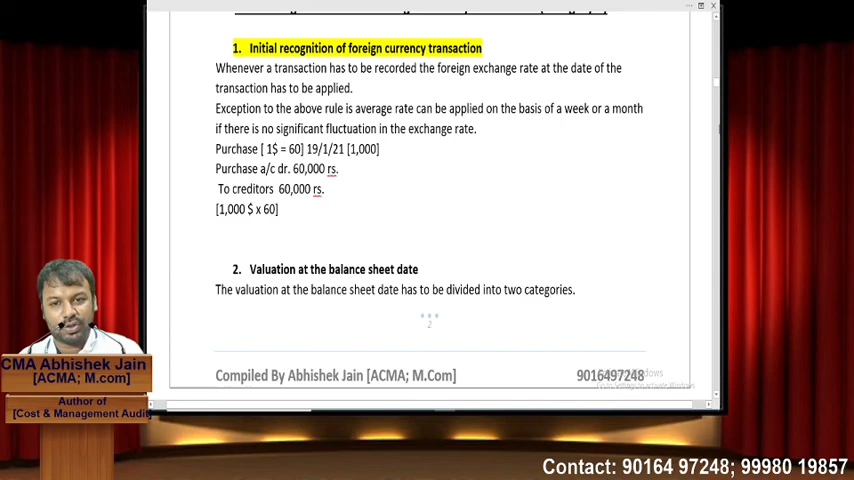 1. Initial recognition of foreign currency transaction
Whenever a transaction has to be recorded the foreign exchange rate at the date of the
transaction has to be applied.
Exception to the above rule is average rate can be applied on the basis of a week or a month
if there is no significant fluctuation in the exchange rate.
Purchase [ 1$ = 60] 19/1/21 [1,000]
Purchase a/c dr. 60,000 rs.
To creditors 60,000 rs.
[1,000 $ x 60]
2. Valuation at the balance sheet date
The valuation at the balance sheet date has to be divided into two categories.
2
Compiled By Abhishek Jain [ACMA; M.Com]
9016497248
CMA Abhishek Jain
[ACMA; M.com]
Author of
[Cost & Management Audit]
Contact: 90164 97248; 99980 19857